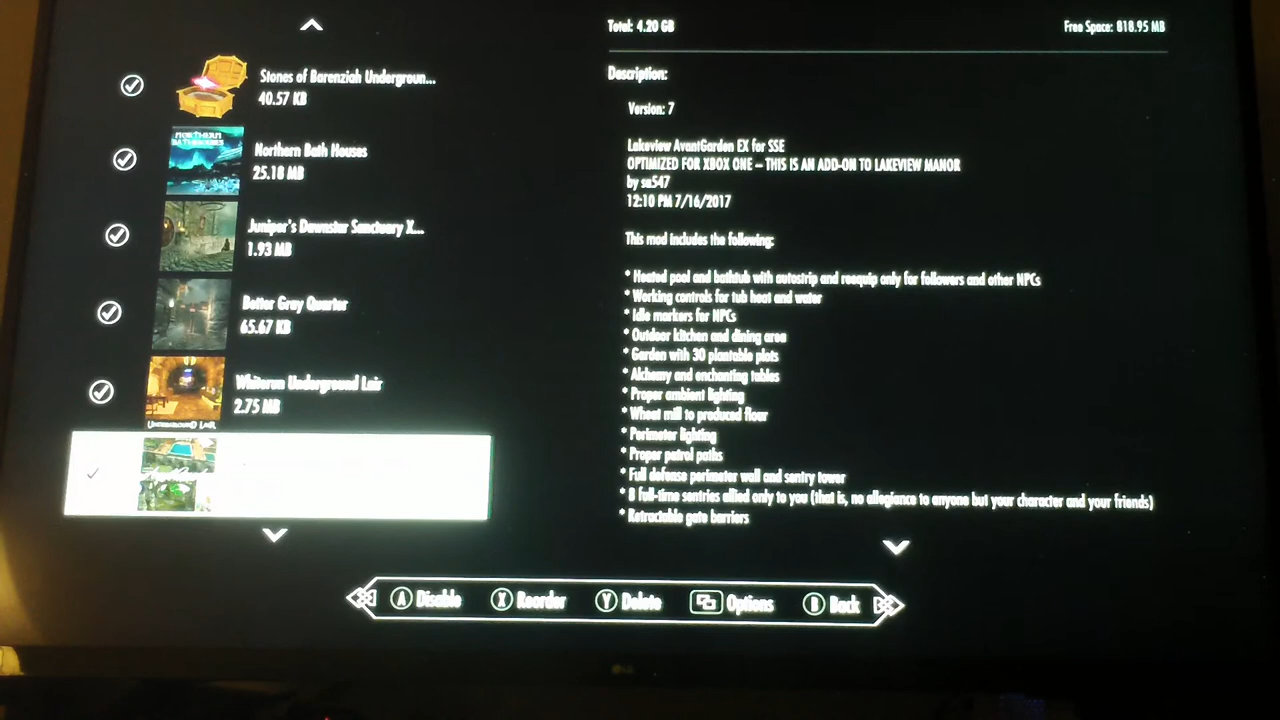 Total: 4.20 GB
Free Space: 818.95 MB
Stones of Barenziah Undergroun...
40.57 KB
NORTHERN
BATHHOUSES
Northern Bath Houses
25.18 MB
Juniper's Dawnstar Sanctuary X...
1.93 MB
Better Grey Quarter
65.67 KB
Whiterun Underground Lair
2.75 MB
UNDERGROUND LAIR
Description:
Version: 7
Lakeview AvantGarden EX for SSE
OPTIMIZED FOR XBOX ONE – THIS IS AN ADD-ON TO LAKEVIEW MANOR
by sa547
12:10 PM 7/16/2017
This mod includes the following:
* Heated pool and bathtub with autostrip and reequip only for followers and other NPCs
* Working controls for tub heat and water
* Idle markers for NPCs
* Outdoor kitchen and dining area
* Garden with 30 plantable plots
* Alchemy and enchanting tables
* Proper ambient lighting
* Wheat mill to produced flour
* Perimeter lighting
* Proper patrol paths
* Full defense perimeter wall and sentry tower
* 8 full-time sentries allied only to you (that is, no allegiance to anyone but your character and your friends)
* Retractable gate barriers
A Disable X Reorder Y Delete Options B Back
LG